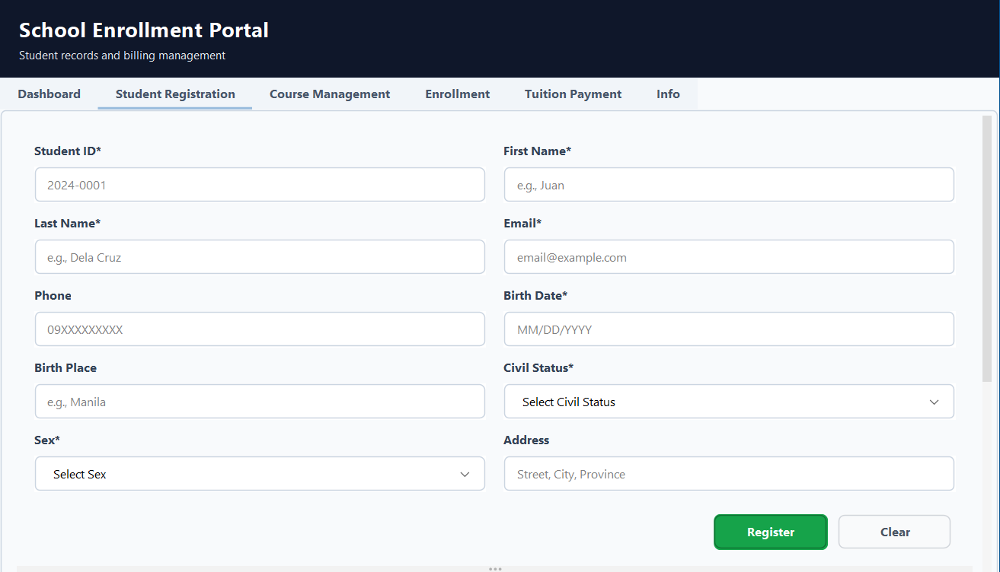 School Enrollment Portal
Student records and billing management
Dashboard Student Registration Course Management Enrollment Tuition Payment Info
Student ID* First Name*
2024-0001 e.g., Juan
Last Name* Email*
e.g., Dela Cruz email@example.com
Phone Birth Date*
09XXXXXXXXX MM/DD/YYYY
Birth Place Civil Status*
e.g., Manila Select Civil Status
Sex* Address
Select Sex Street, City, Province
Register Clear